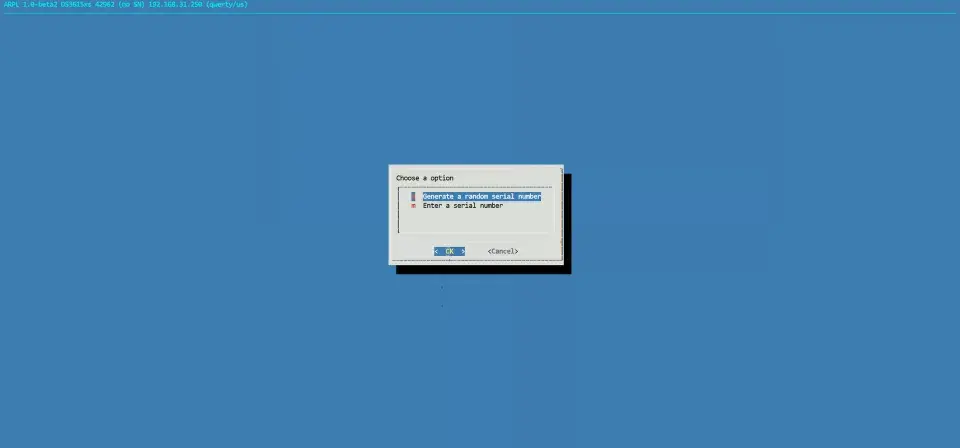 ARPL 1.0-beta2 DS3615xs 42962 (no SN) 192.168.31.250 (qwerty/us)
Choose a option
Generate a random serial number
m Enter a serial number
< OK > <Cancel>